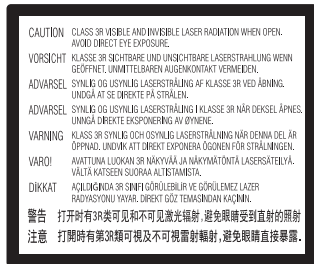 CAUTION CLASS 3R VISIBLE AND INVISIBLE LASER RADIATION WHEN OPEN.
AVOID DIRECT EYE EXPOSURE.
VORSICHT KLASSE 3R SICHTBARE UND UNSICHTBARE LASERSTRAHLUNG WENN
GEÖFFNET, UNMITTELBAREN AUGENKONTAKT VERMEIDEN.
ADVARSEL SYNLIG OG USYNLIG LASERSTRÅLING AF KLASSE 3R VED ÅBNING.
UNDGÅ AT SE DIREKTE PÅ STRÅLEN.
ADVARSEL SYNLIG OG USYNLIG LASERSTRÅLING I KLASSE 3R NÅR DEKSEL ÅPNES.
UNNGÅ DIREKTE EKSPONERING AV ØYNENE.
VARNING KLASS 3R SYNLIG OCH OSYNLIG LASERSTRÅLNING NÄR DENNA DEL ÄR
ÖPPNAD. UNDVIK ATT DIREKT EXPONERA ÖGONEN FÖR STRÅLNINGEN.
VARO! AVATTUNA LUOKAN 3R NÄKYVÄÄ JA NÄKYMÄTÖNTÄ LASERSÄTEILYÄ.
VÄLTÄ KATSEEN SUORAA ALTISTAMISTA.
DİKKAT AÇILDIĞINDA 3R SINIFI GÖRÜLEBİLİR VE GÖRÜLEMEZ LAZER
RADYASYONU YAYAR. DİREKT GÖZ TEMASINDAN KAÇININ.
警告 打开时有3R类可见和不可见激光辐射,避免眼睛受到直射的照射
注意 打開時有第3R類可視及不可視雷射輻射,避免眼睛直接暴露。